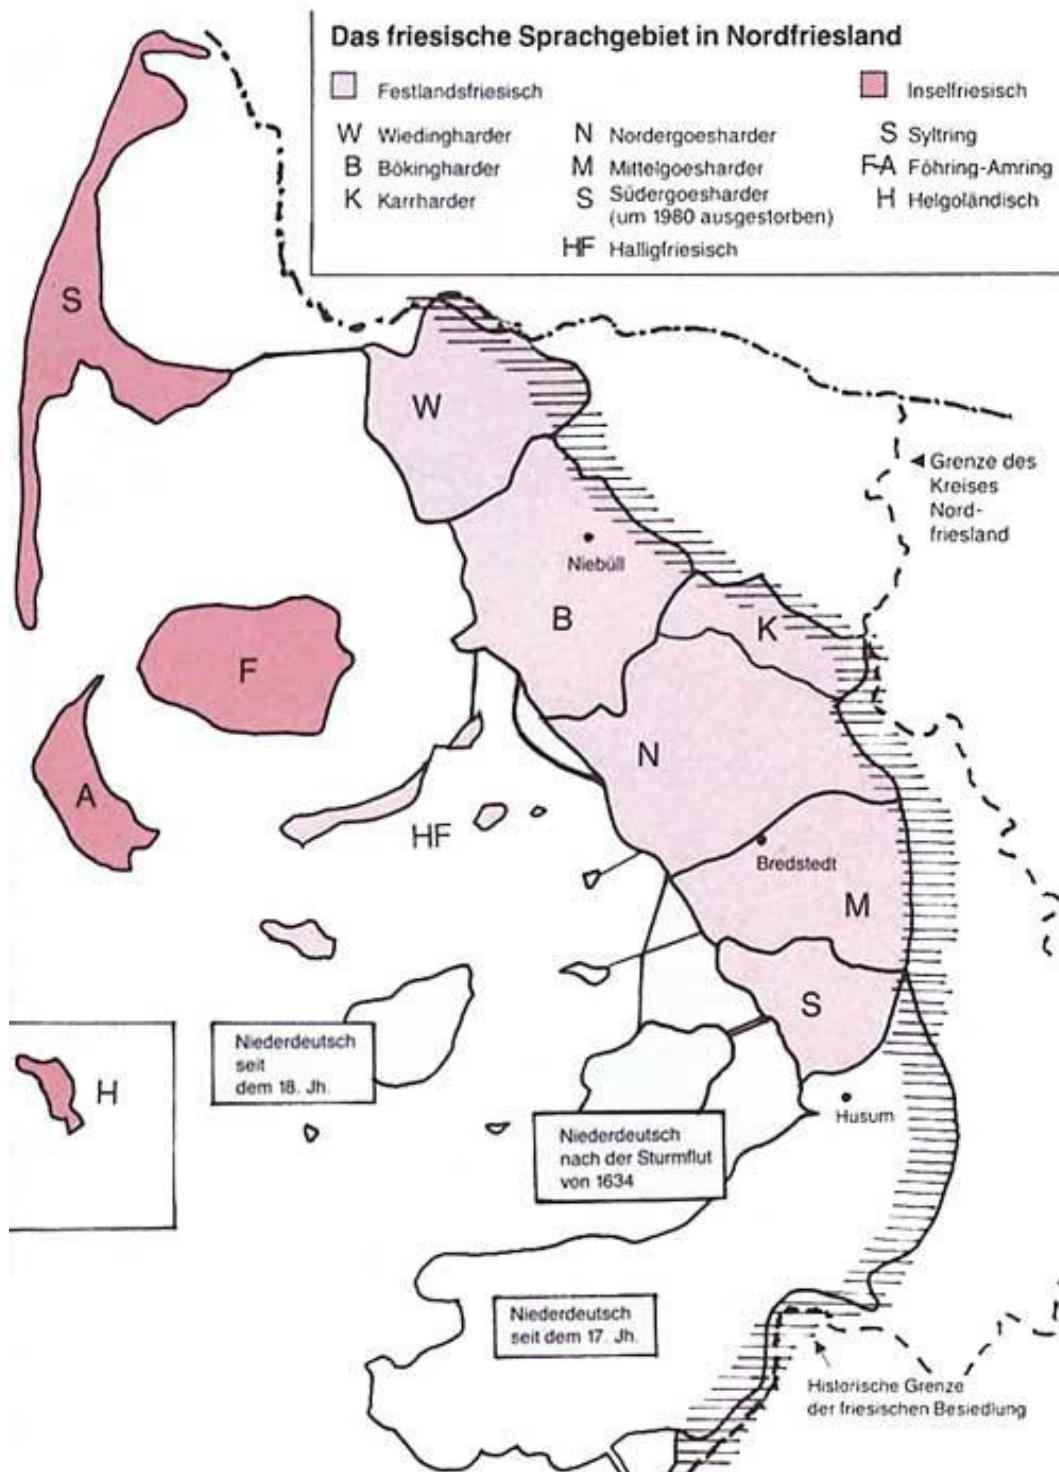 Das friesische Sprachgebiet in Nordfriesland
Festlandsfriesisch
Inselfriesisch
W Wiedingharder
B Bökingharder
K Karrharder
N Nordergoesharder
M Mittelgoesharder
S Südergoesharder
(um 1980 ausgestorben)
HF Halligfriesisch
S Syltring
F-A Föhring-Amring
H Helgoländisch
S
W
Grenze des
Kreises
Nord-
friesland
Niebüll
B
K
F
N
A
HF
Bredstedt
M
S
Niederdeutsch
seit
dem 18. Jh.
H
Husum
Niederdeutsch
nach der Sturmflut
von 1634
Niederdeutsch
seit dem 17. Jh.
Historische Grenze
der friesischen Besiedlung